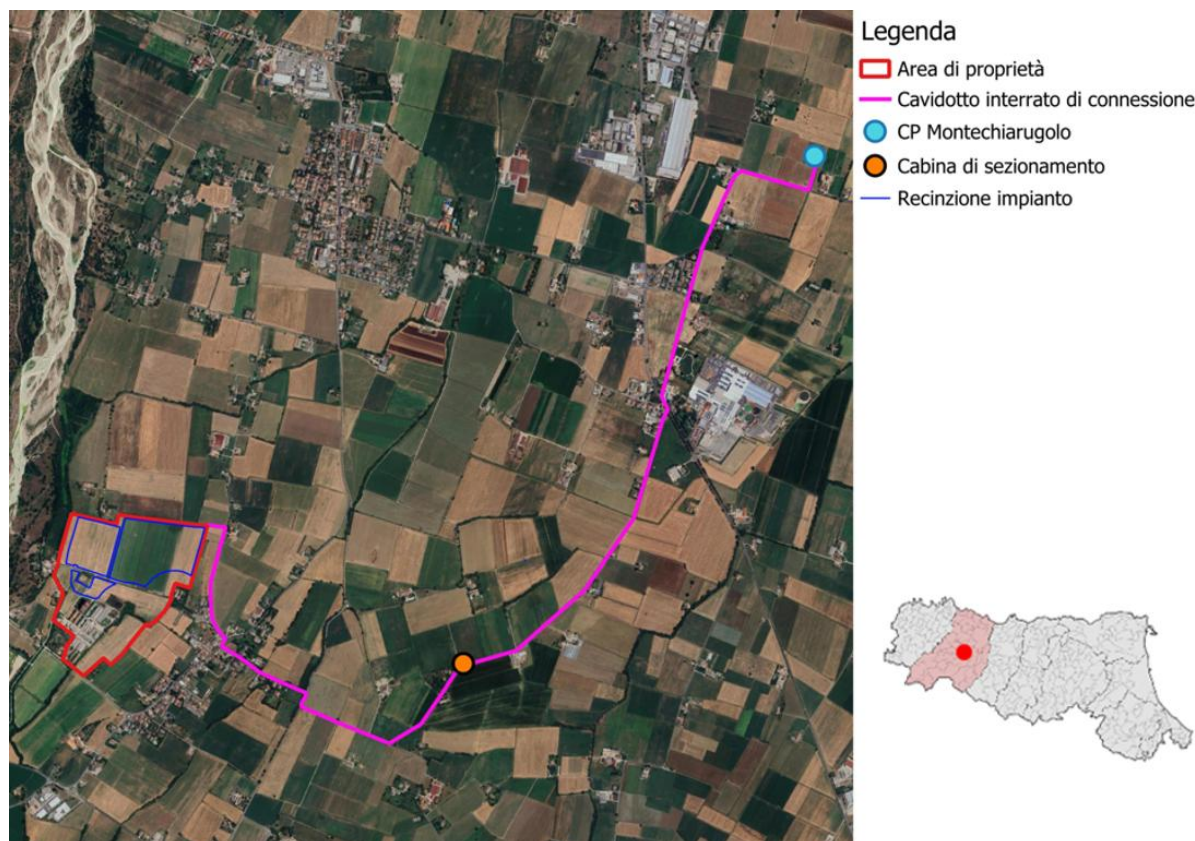 Legenda
Area di proprietà
Cavidotto interrato di connessione
CP Montechiarugolo
Cabina di sezionamento
Recinzione impianto